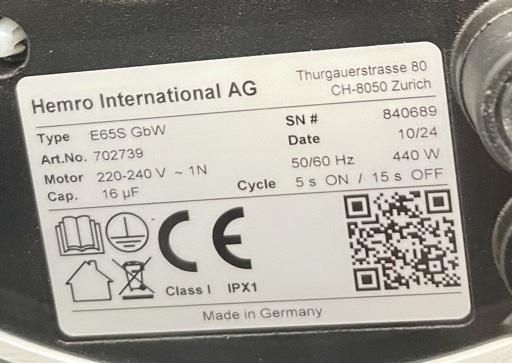 Hemro International AG
Thurgauerstrasse 80
CH-8050 Zurich
Type E65S GbW SN # 840689
Art.No. 702739 Date 10/24
Motor 220-240 V ~ 1N 50/60 Hz 440 W
Cap. 16 µF Cycle 5 s ON / 15 s OFF
CE
Class I IPX1
Made in Germany